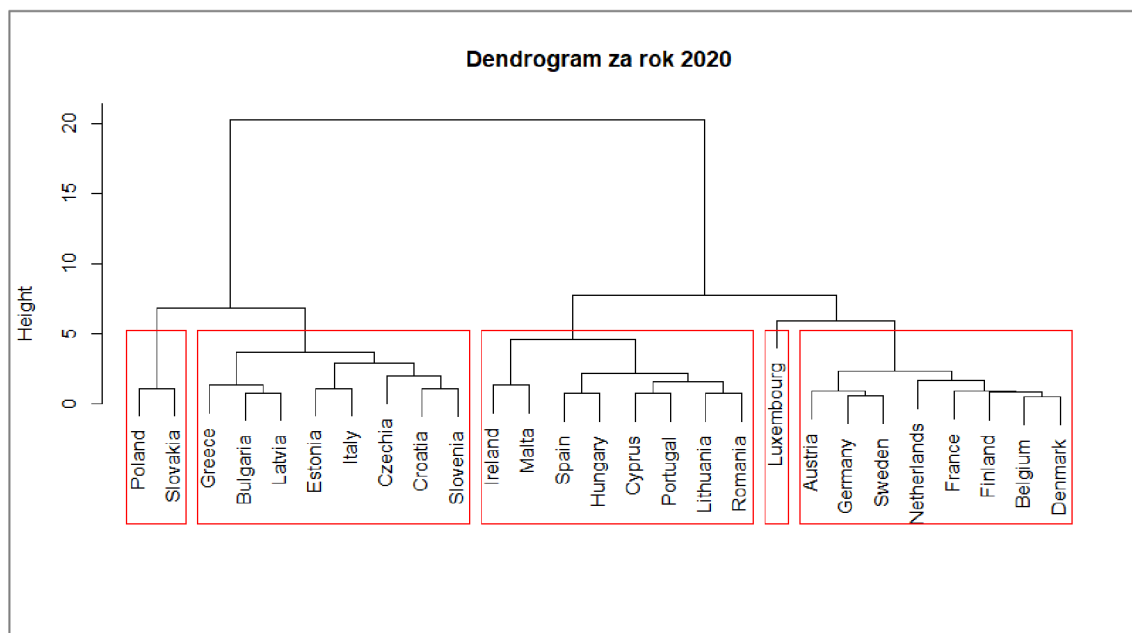 Dendrogram za rok 2020
Height
20
15
10
5
0
Poland
Slovakia
Greece
Bulgaria
Latvia
Estonia
Italy
Czechia
Croatia
Slovenia
Ireland
Malta
Spain
Hungary
Cyprus
Portugal
Lithuania
Romania
Luxembourg
Austria
Germany
Sweden
Netherlands
France
Finland
Belgium
Denmark